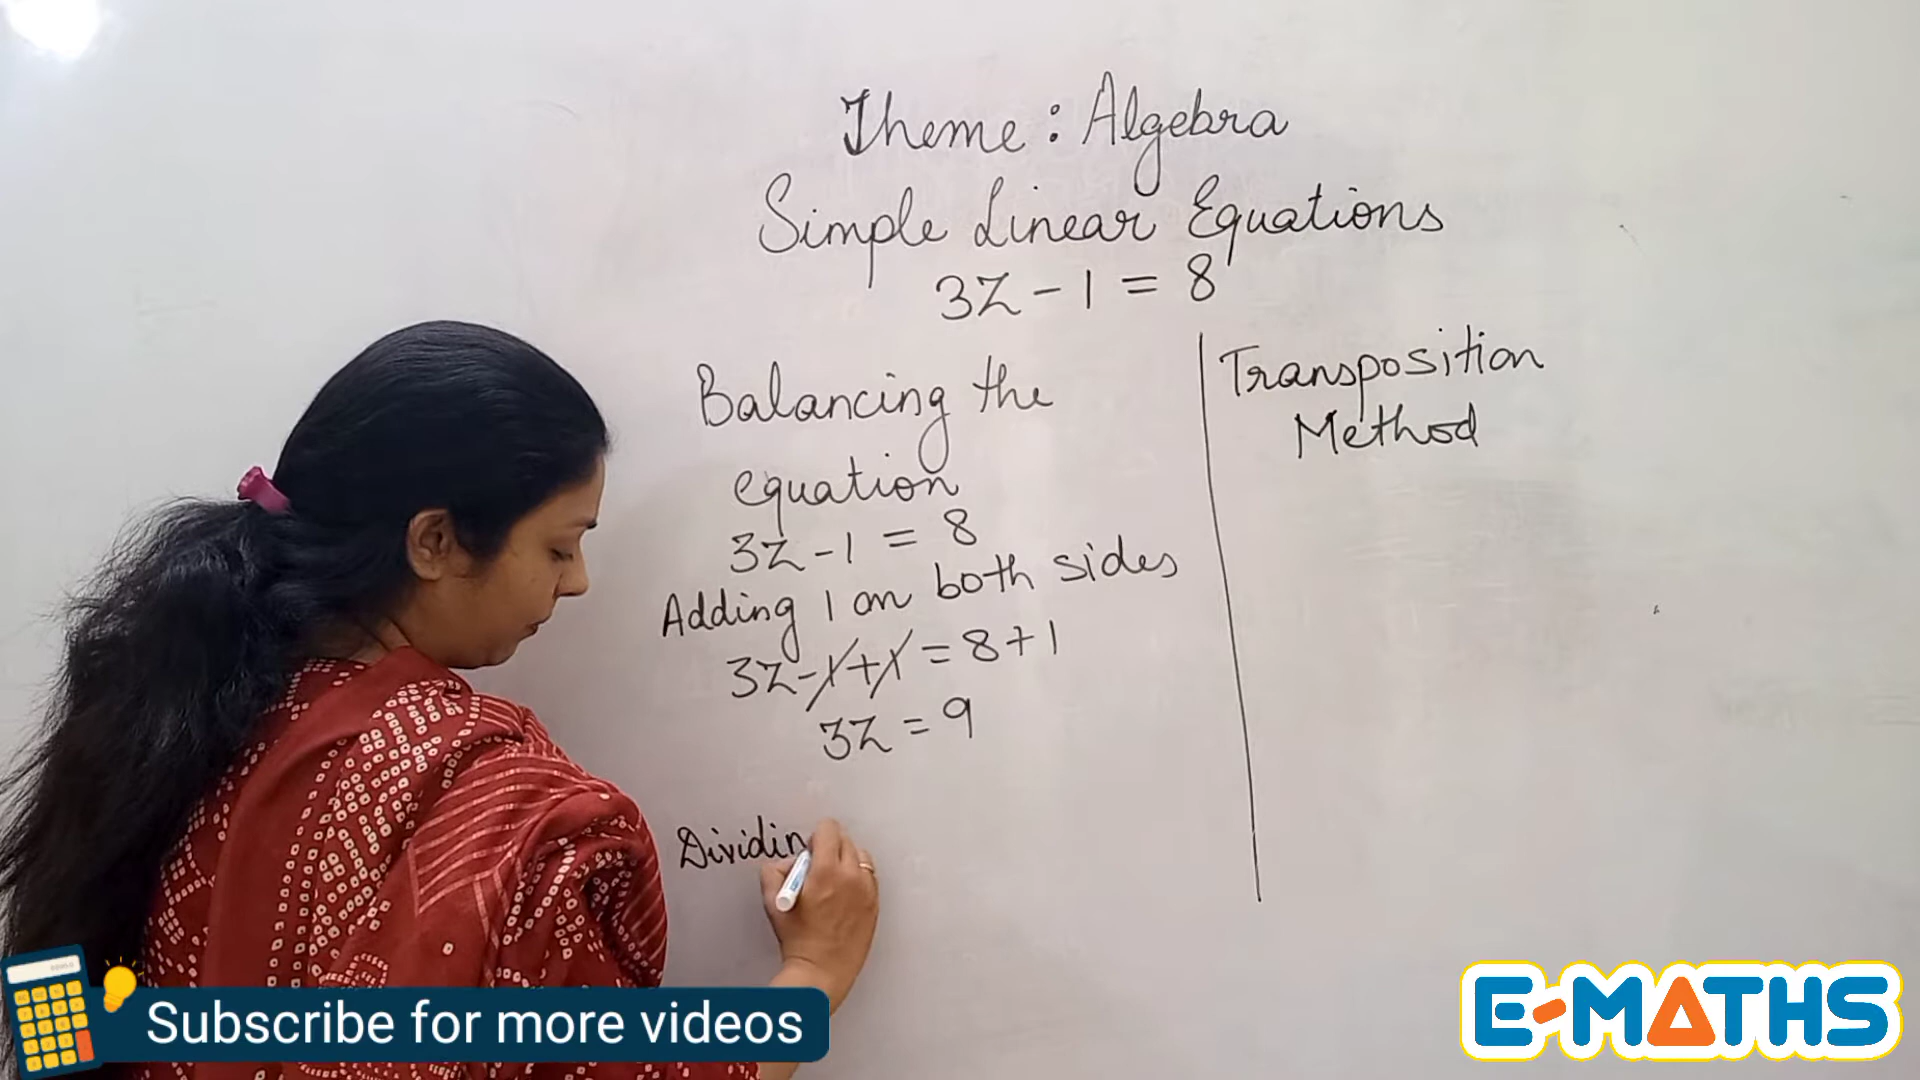 Theme : Algebra
Simple Linear Equations
3Z - 1 = 8
Balancing the
equation
3Z - 1 = 8
Adding 1 on both sides
3Z - 1 + 1 = 8 + 1
3Z = 9
Dividin
Transposition
Method
Subscribe for more videos
E-MATHS